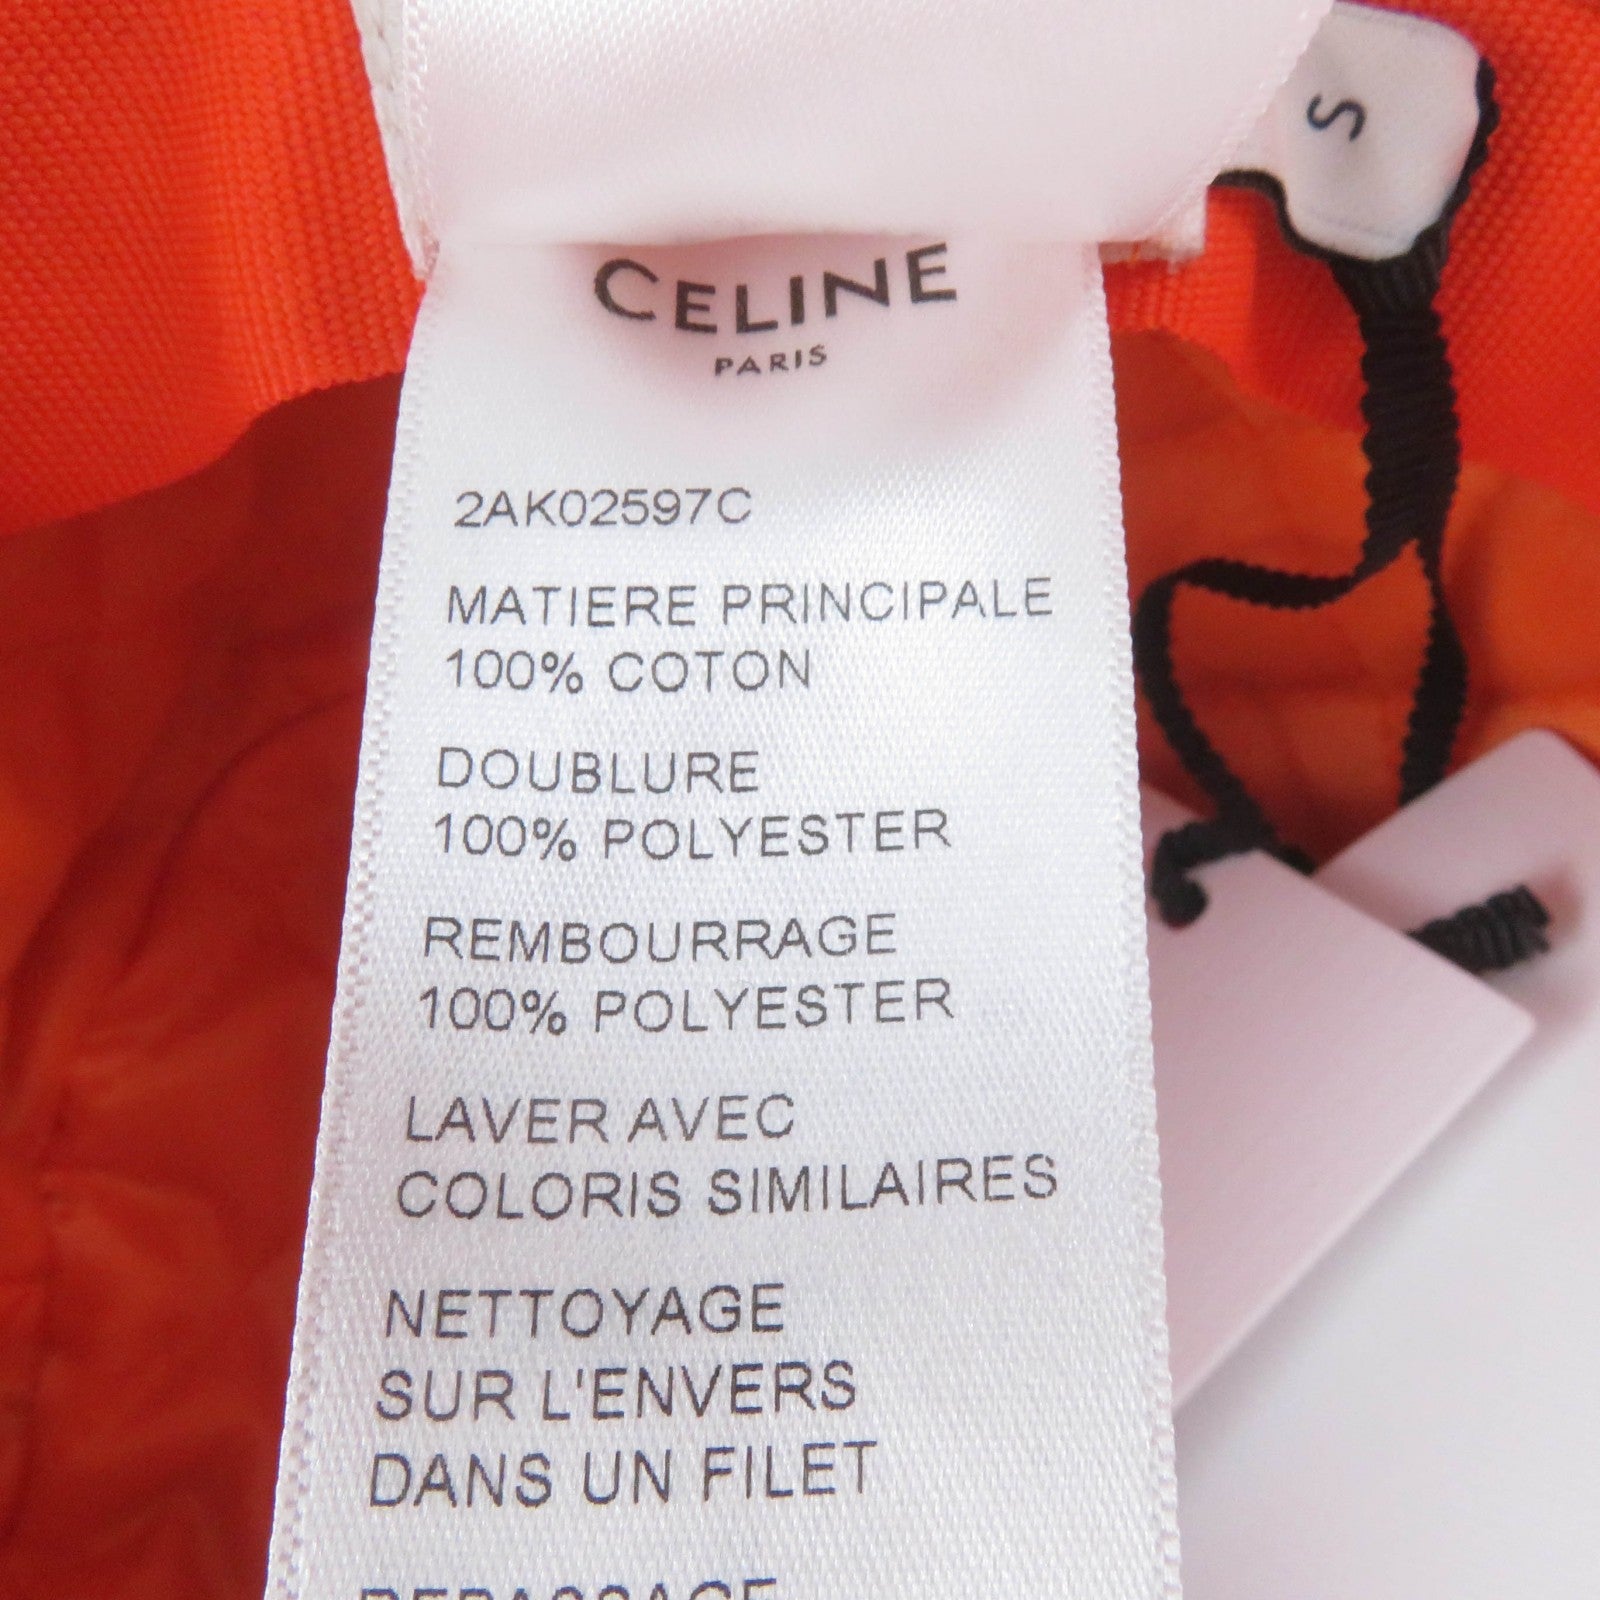 S
CELINE
PARIS
2AK02597C
MATIERE PRINCIPALE
100% COTON
DOUBLURE
100% POLYESTER
REMBOURRAGE
100% POLYESTER
LAVER AVEC
COLORIS SIMILAIRES
NETTOYAGE
SUR L'ENVERS
DANS UN FILET
REPASSAGE